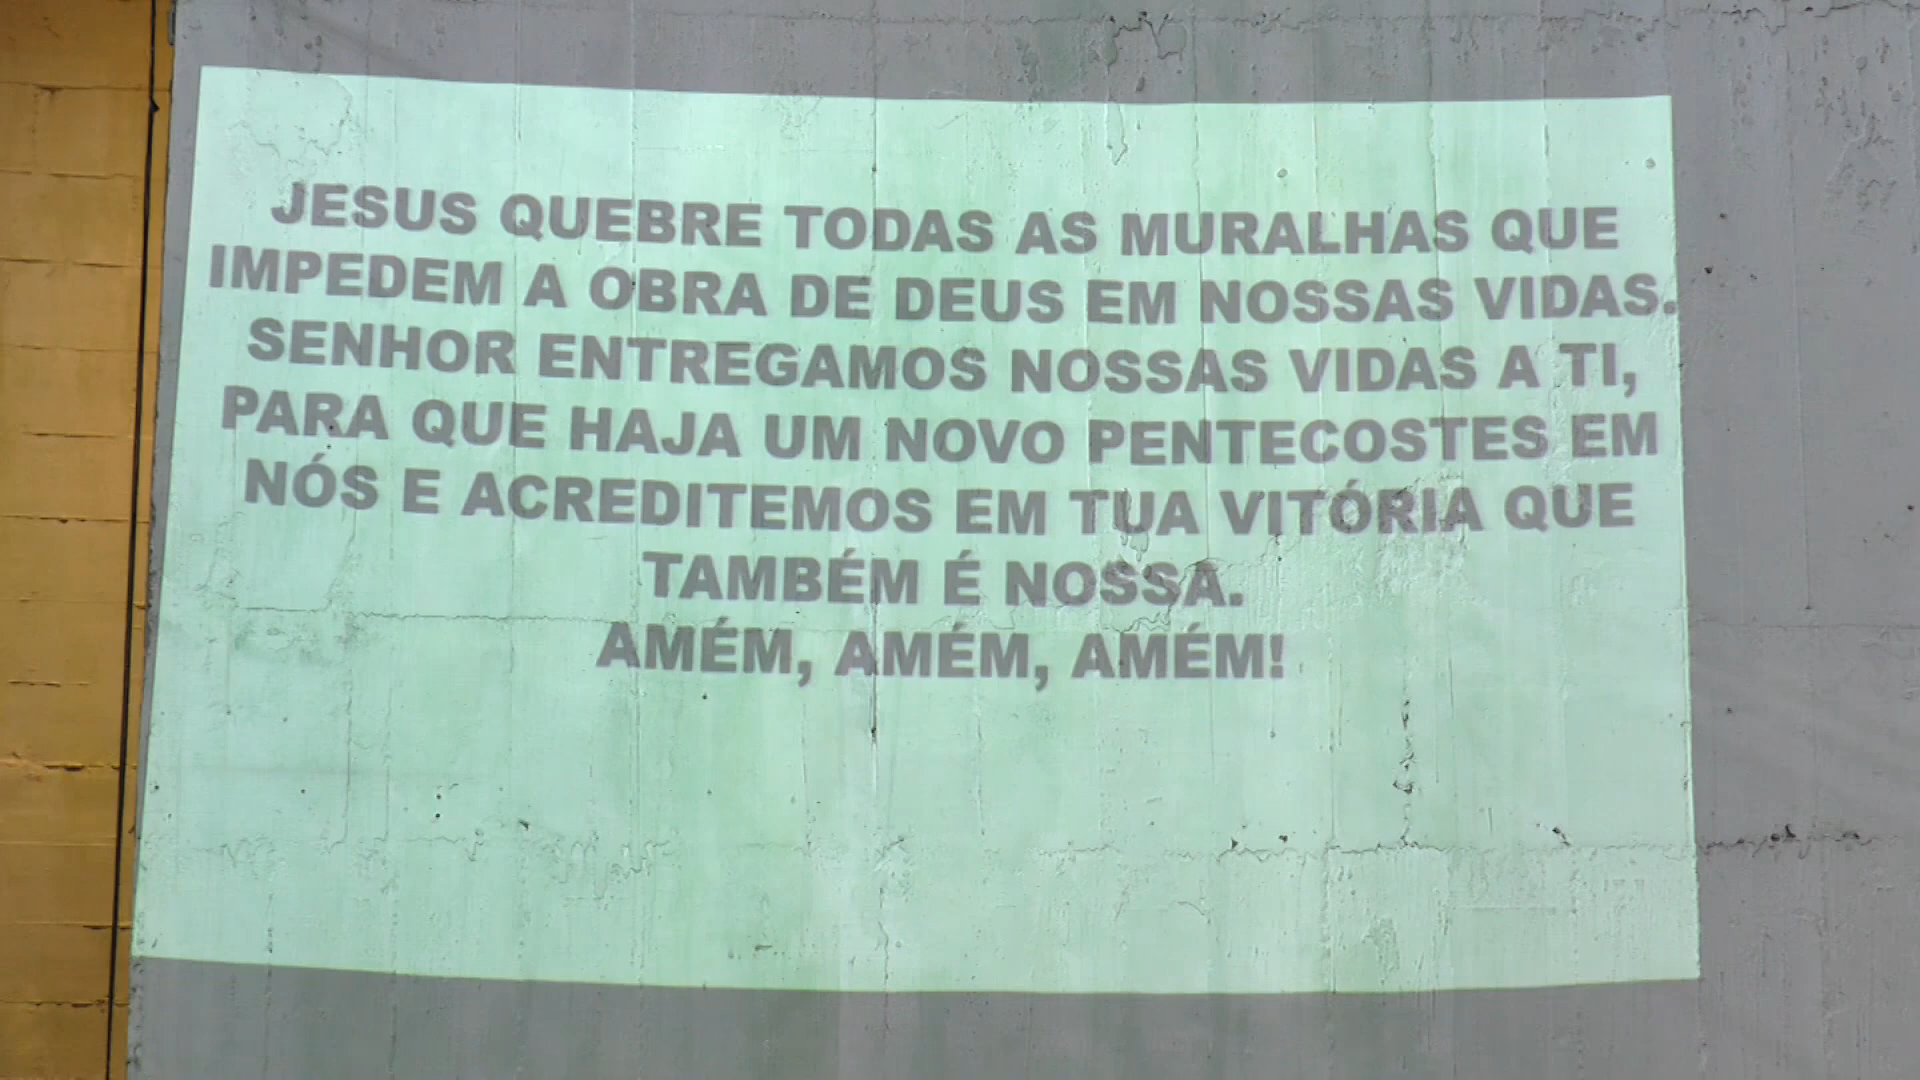 JESUS QUEBRE TODAS AS MURALHAS QUE
IMPEDEM A OBRA DE DEUS EM NOSSAS VIDAS.
SENHOR ENTREGAMOS NOSSAS VIDAS A TI,
PARA QUE HAJA UM NOVO PENTECOSTES EM
NÓS E ACREDITEMOS EM TUA VITÓRIA QUE
TAMBÉM É NOSSA.
AMÉM, AMÉM, AMÉM!